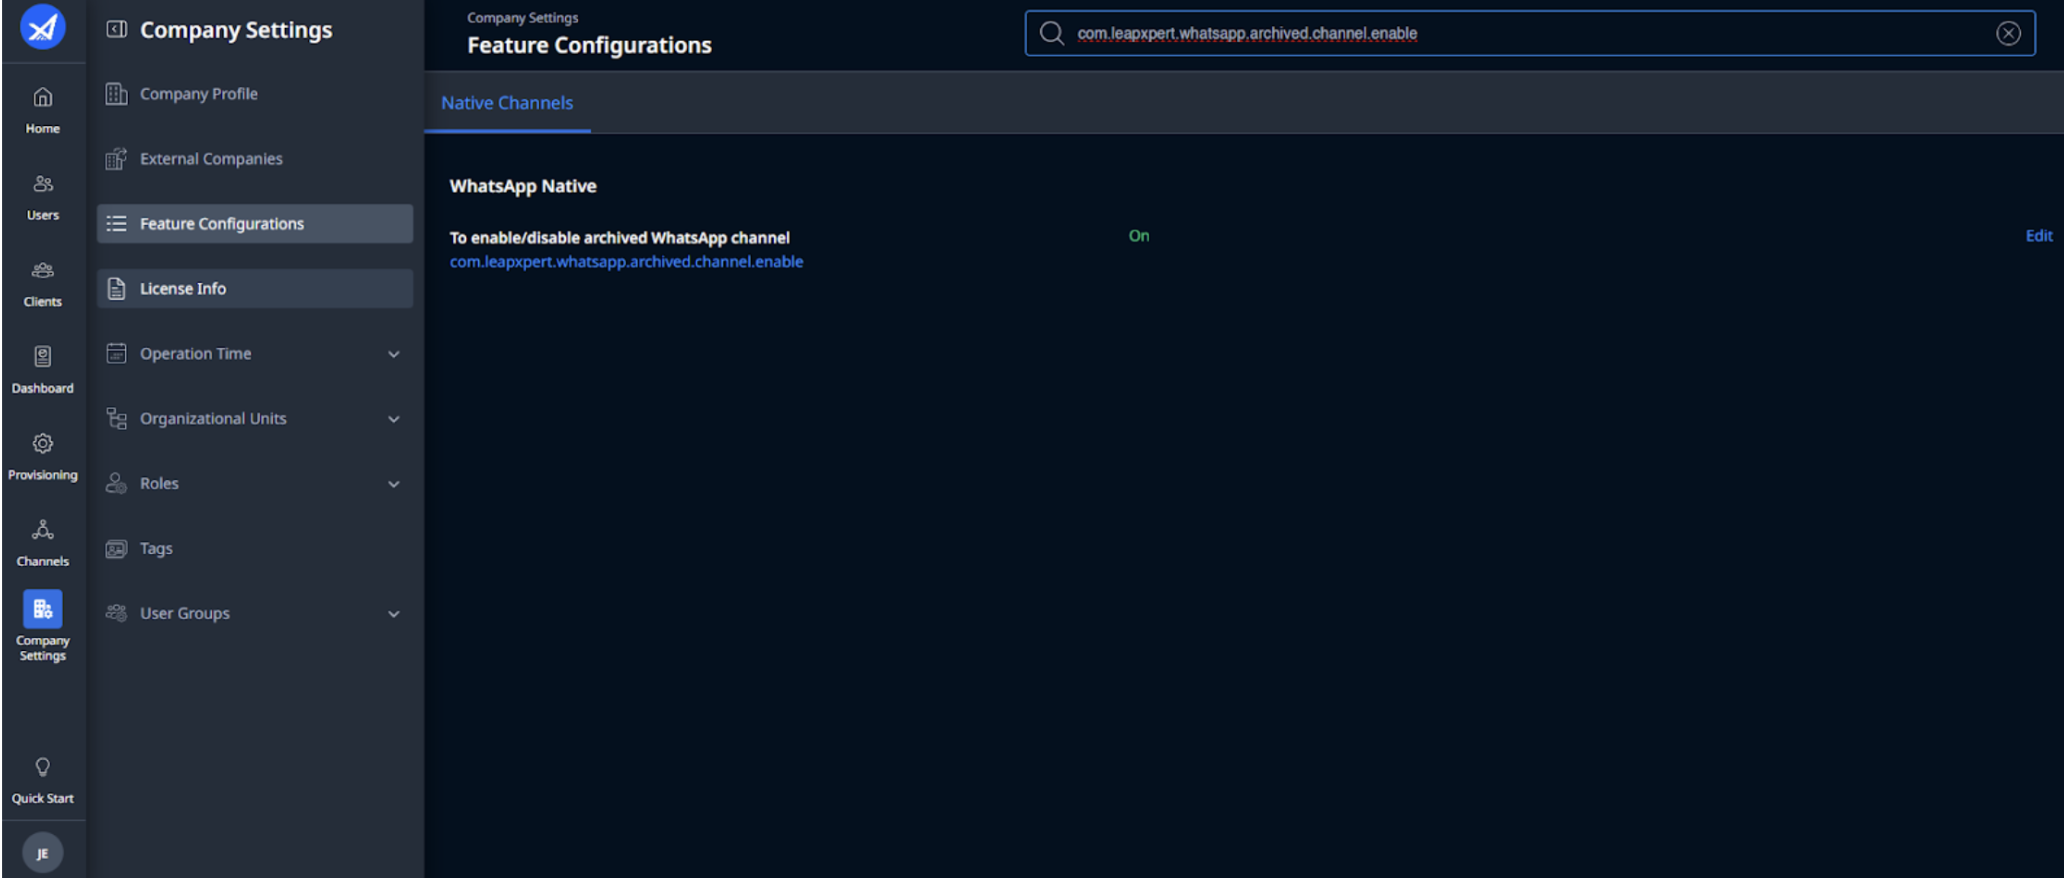 Home
Users
Clients
Dashboard
Provisioning
Channels
Company
Settings
Quick Start
JE
Company Settings
Company Profile
External Companies
Feature Configurations
License Info
Operation Time
Organizational Units
Roles
Tags
User Groups
Company Settings
Feature Configurations
com.leapxpert.whatsapp.archived.channel.enable
Native Channels
WhatsApp Native
To enable/disable archived WhatsApp channel
com.leapxpert.whatsapp.archived.channel.enable
On
Edit